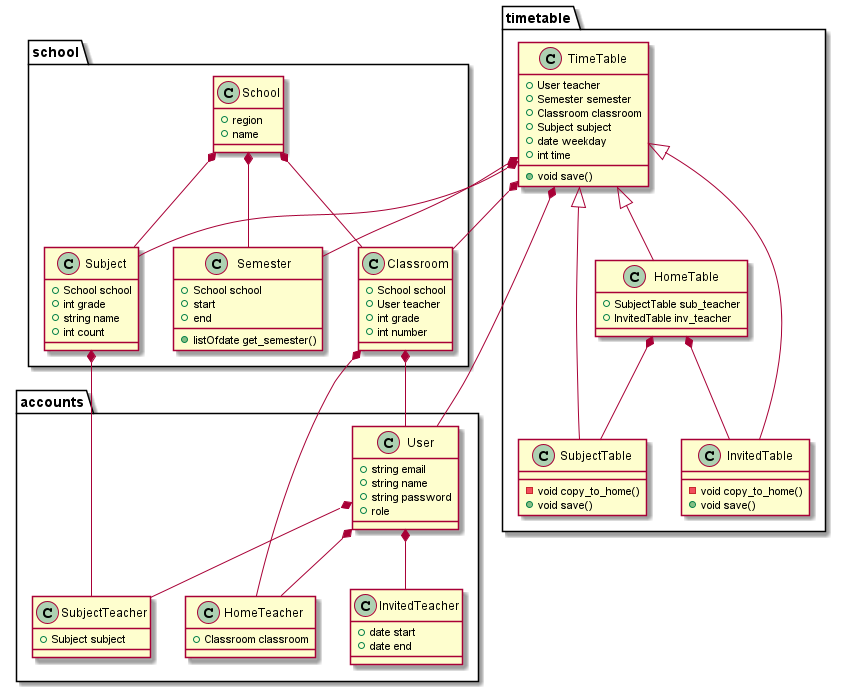 timetable
C TimeTable
User teacher
Semester semester
Classroom classroom
Subject subject
date weekday
int time
void save()
school
C School
region
name
C Subject
School school
int grade
string name
int count
C Semester
School school
start
end
listOfdate get_semester()
C Classroom
School school
User teacher
int grade
int number
C HomeTable
SubjectTable sub_teacher
InvitedTable inv_teacher
C SubjectTable
void copy_to_home()
void save()
C InvitedTable
void copy_to_home()
void save()
accounts
C User
string email
string name
string password
role
C SubjectTeacher
Subject subject
C HomeTeacher
Classroom classroom
C InvitedTeacher
date start
date end